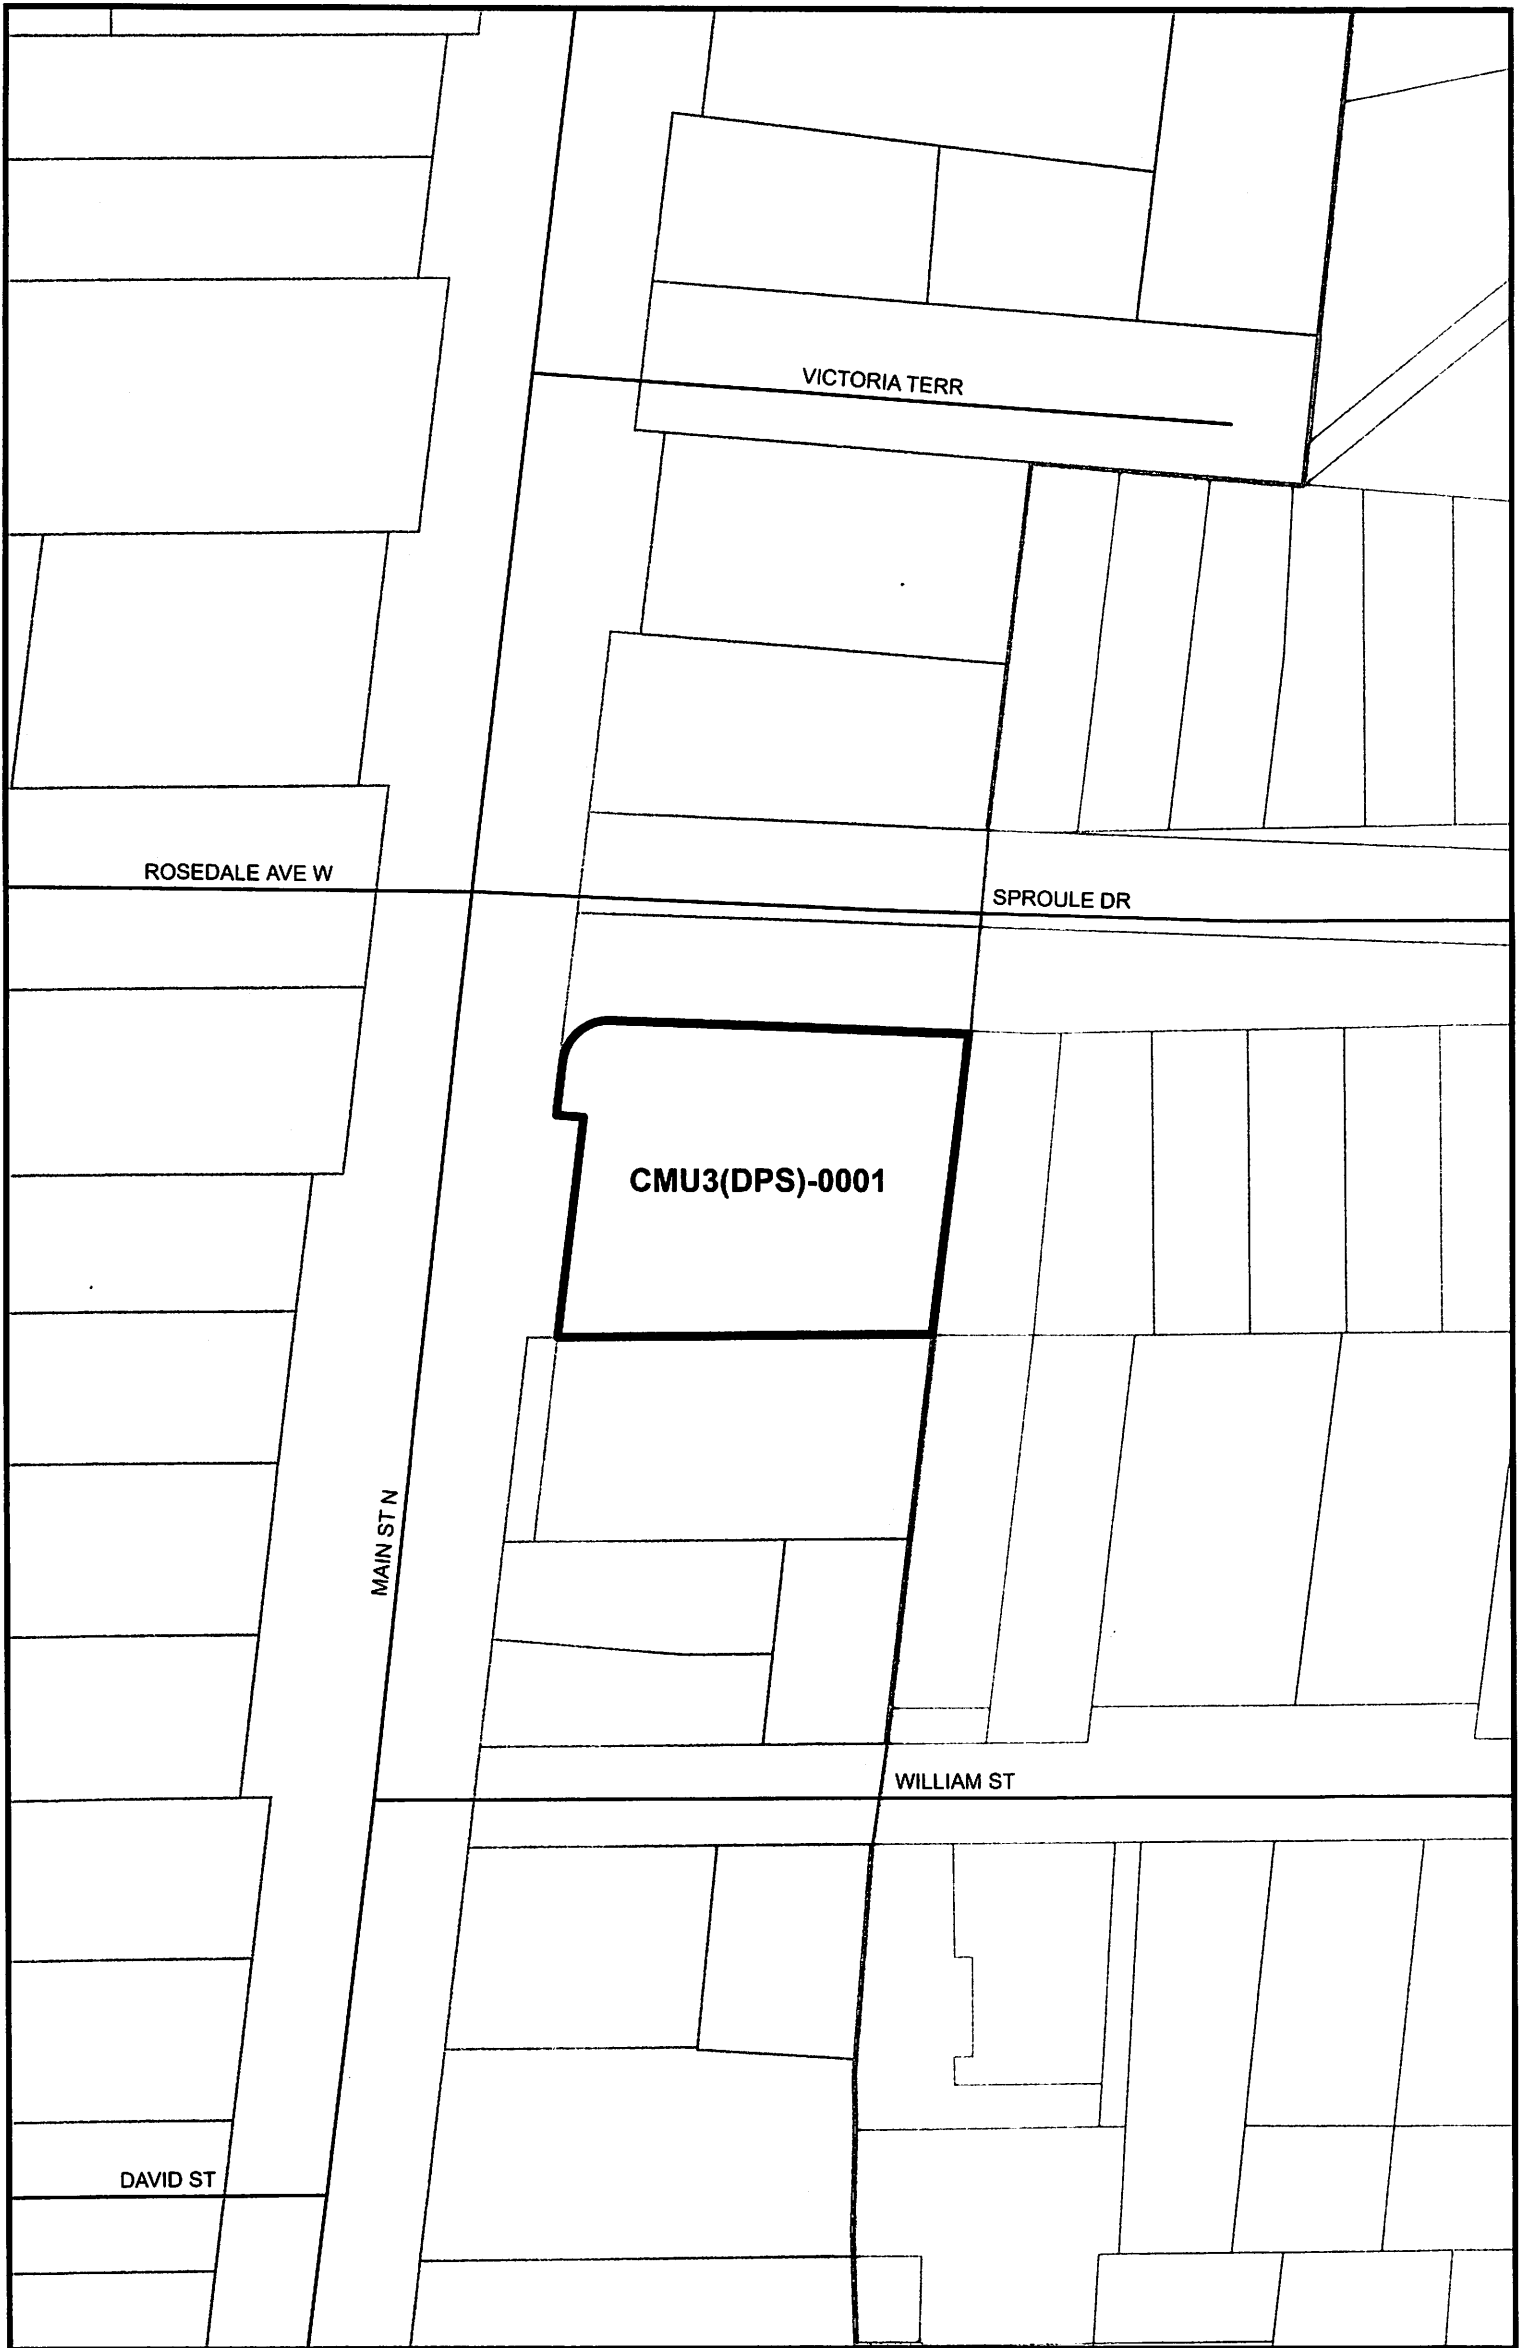 VICTORIA TERR
ROSEDALE AVE W
SPROULE DR
CMU3(DPS)-0001
MAIN ST N
WILLIAM ST
DAVID ST